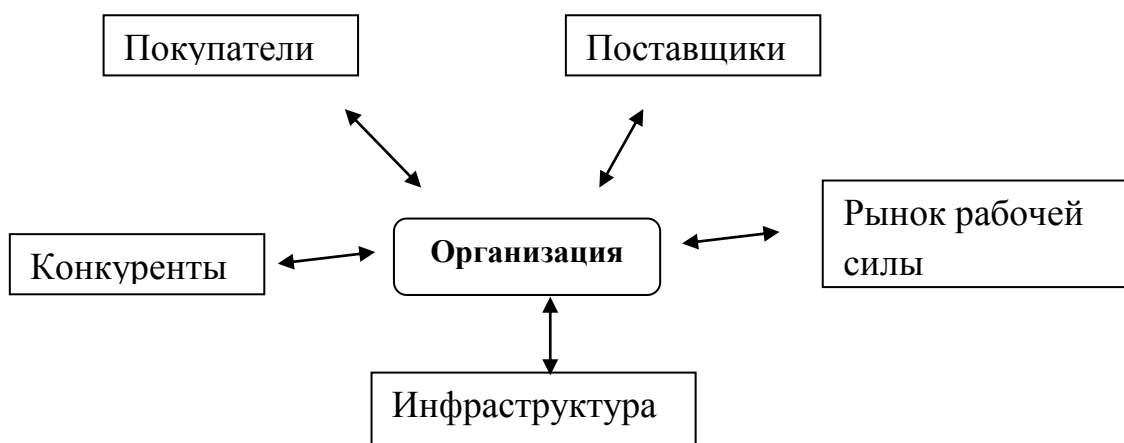 Покупатели
Поставщики
Рынок рабочей
силы
Организация
Конкуренты
Инфраструктура